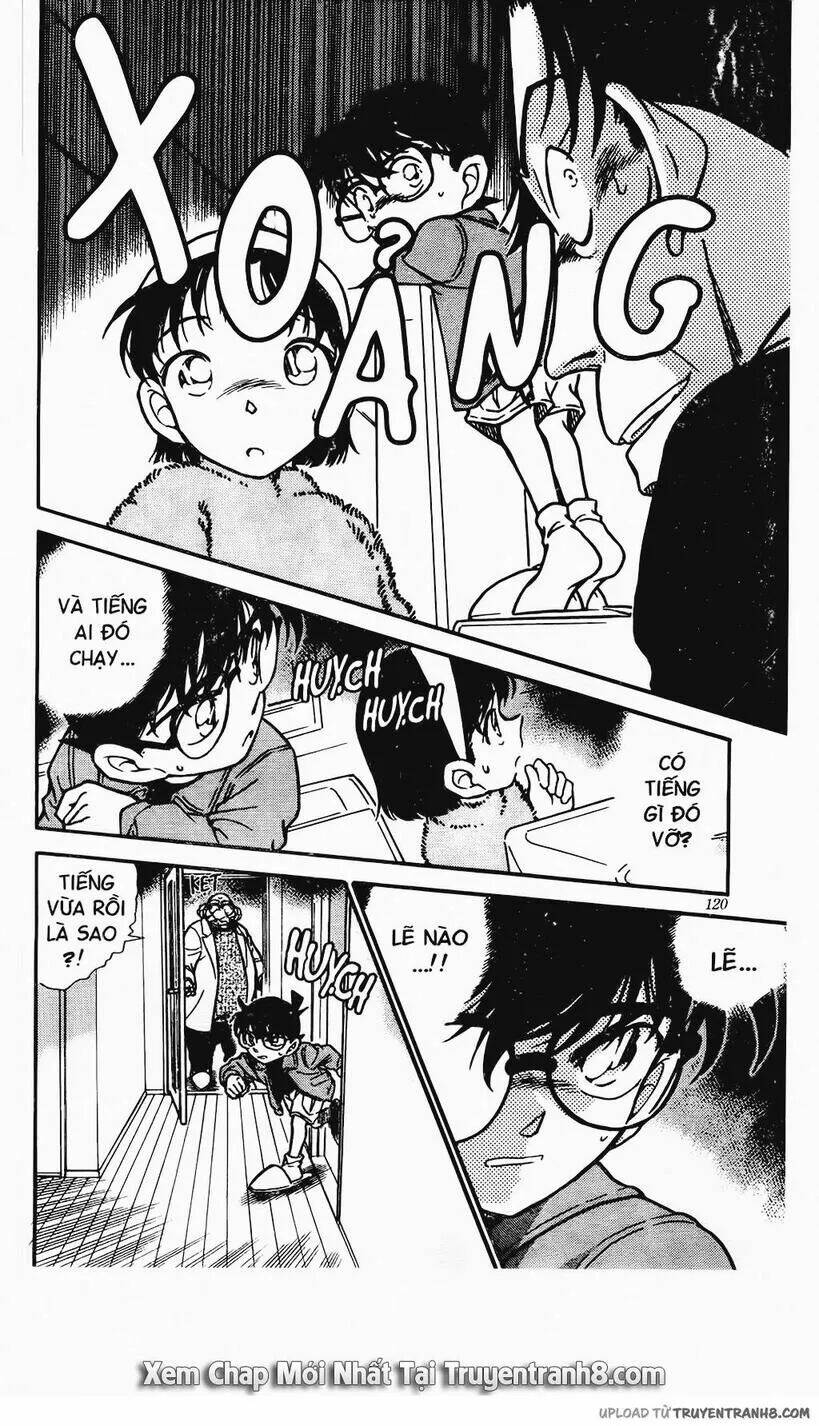 XOẢNG
CÓ
TIẾNG
GÌ ĐÓ
VỠ?
HUỴCH
HUỴCH
VÀ TIẾNG
AI ĐÓ
CHẠY...
120
LẼ...
LẼ NÀO
...!!
KÉT
HUỴCH
TIẾNG
VỪA RỒI
LÀ SAO
?!
Xem Chap Mới Nhất Tại Truyentranh8.com
UPLOAD TỪ TRUYENTRANH8.COM